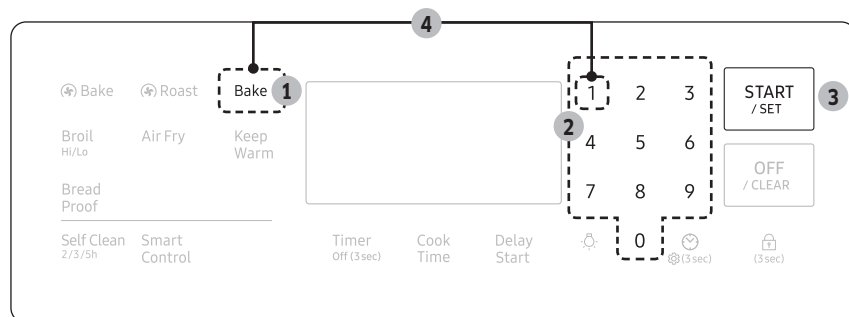 4
Bake Roast Bake 1
1 2 3
START
/ SET
3
2
Broil
Hi/Lo
Air Fry
Keep
Warm
4 5 6
OFF
/ CLEAR
Bread
Proof
7 8 9
Self Clean
2/3/5h
Smart
Control
Timer
Off (3 sec)
Cook
Time
Delay
Start
0
(3 sec)
(3 sec)